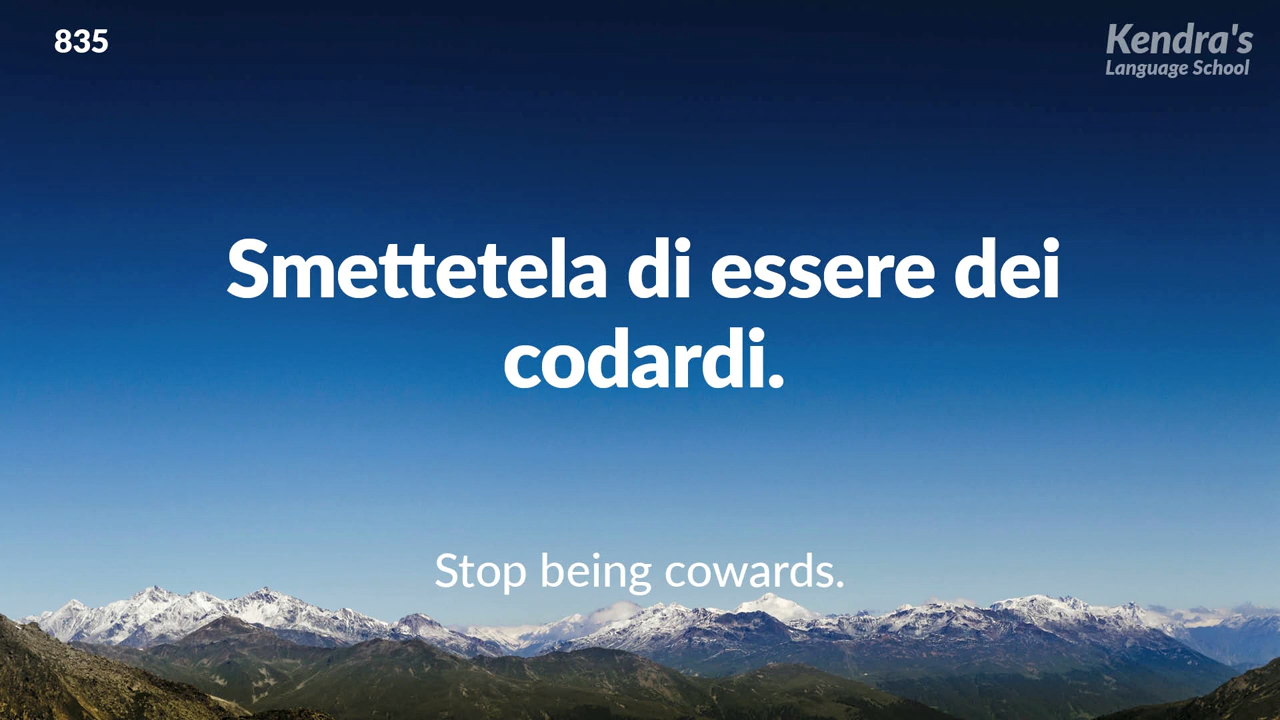 835
Kendra's
Language School
Smettetela di essere dei
codardi.
Stop being cowards.